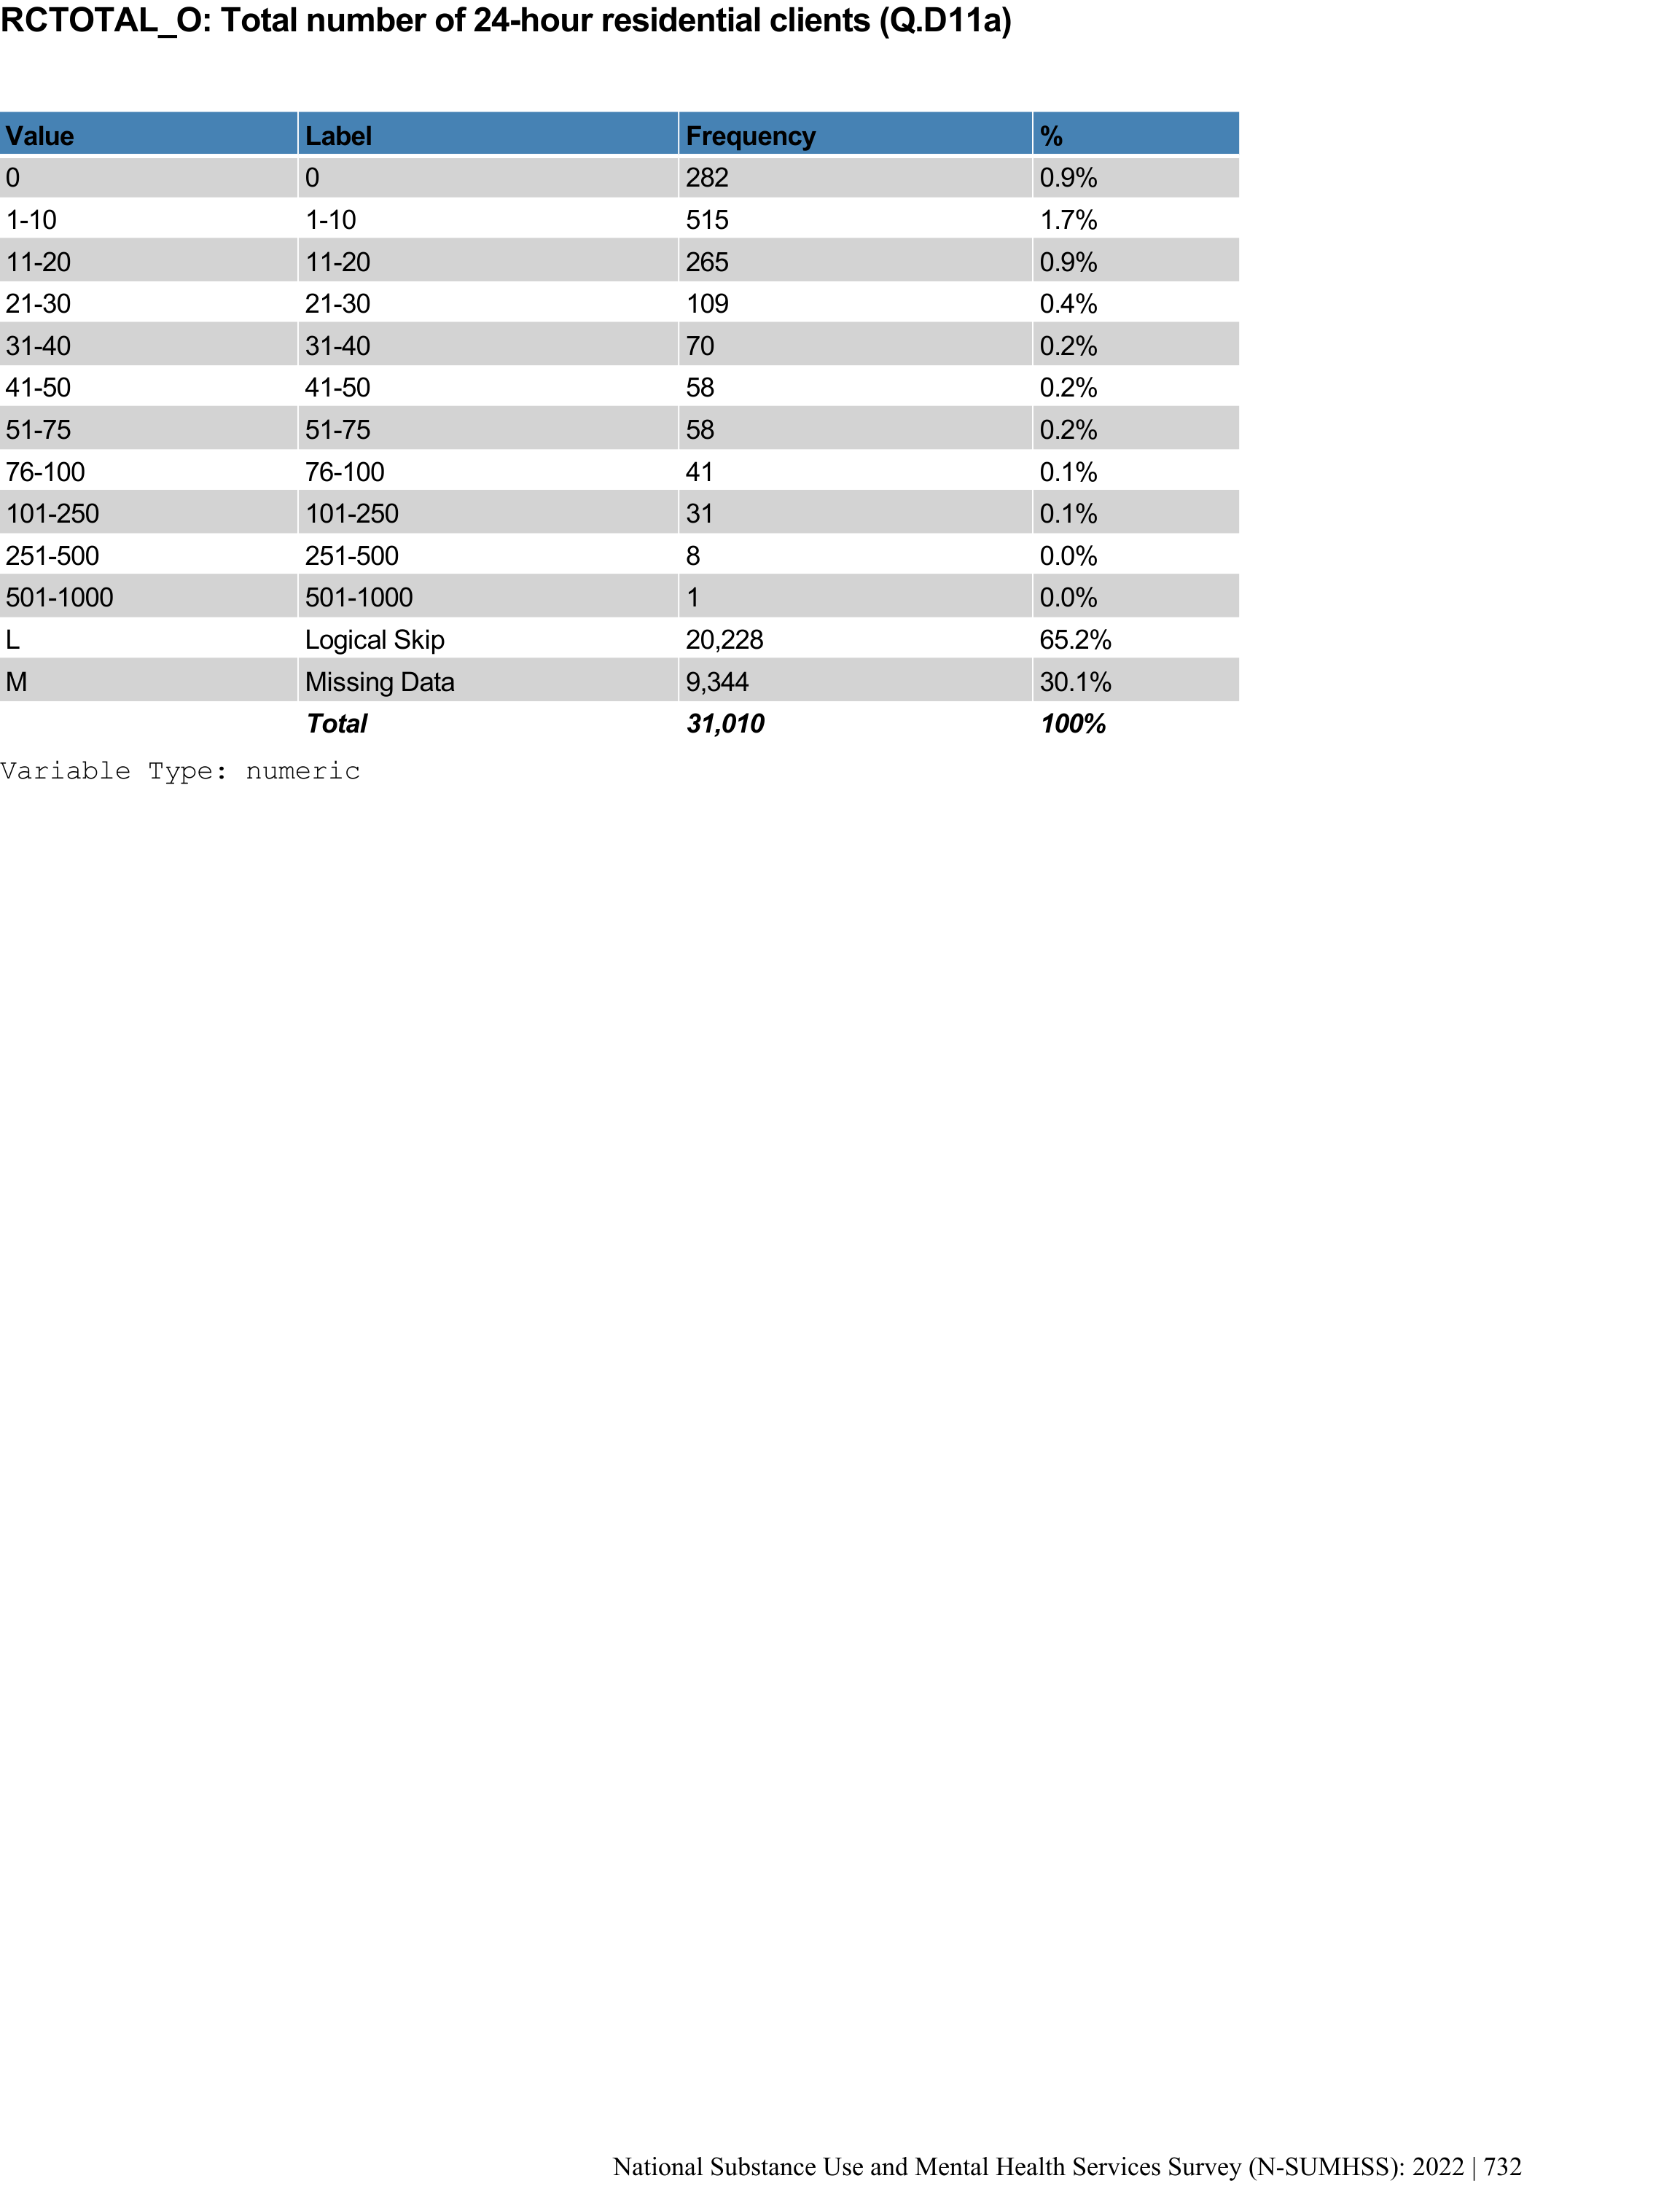 RCTOTAL_O: Total number of 24-hour residential clients (Q.D11a)
Value Label Frequency %
0 0 282 0.9%
1-10 1-10 515 1.7%
11-20 11-20 265 0.9%
21-30 21-30 109 0.4%
31-40 31-40 70 0.2%
41-50 41-50 58 0.2%
51-75 51-75 58 0.2%
76-100 76-100 41 0.1%
101-250 101-250 31 0.1%
251-500 251-500 8 0.0%
501-1000 501-1000 1 0.0%
L Logical Skip 20,228 65.2%
M Missing Data 9,344 30.1%
Total 31,010 100%
Variable Type: numeric
National Substance Use and Mental Health Services Survey (N-SUMHSS): 2022 | 732